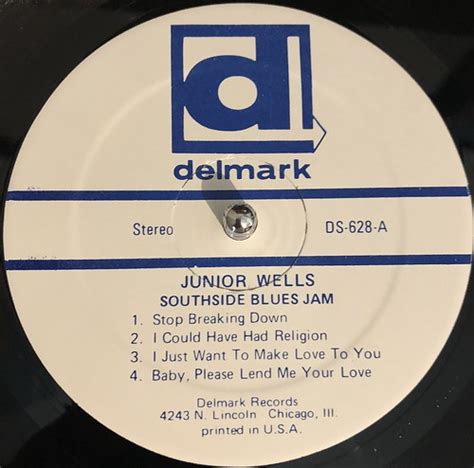 d
delmark
Stereo DS-628-A
JUNIOR WELLS
SOUTHSIDE BLUES JAM
1. Stop Breaking Down
2. I Could Have Had Religion
3. I Just Want To Make Love To You
4. Baby, Please Lend Me Your Love
Delmark Records
4243 N. Lincoln Chicago, Ill.
printed in U.S.A.